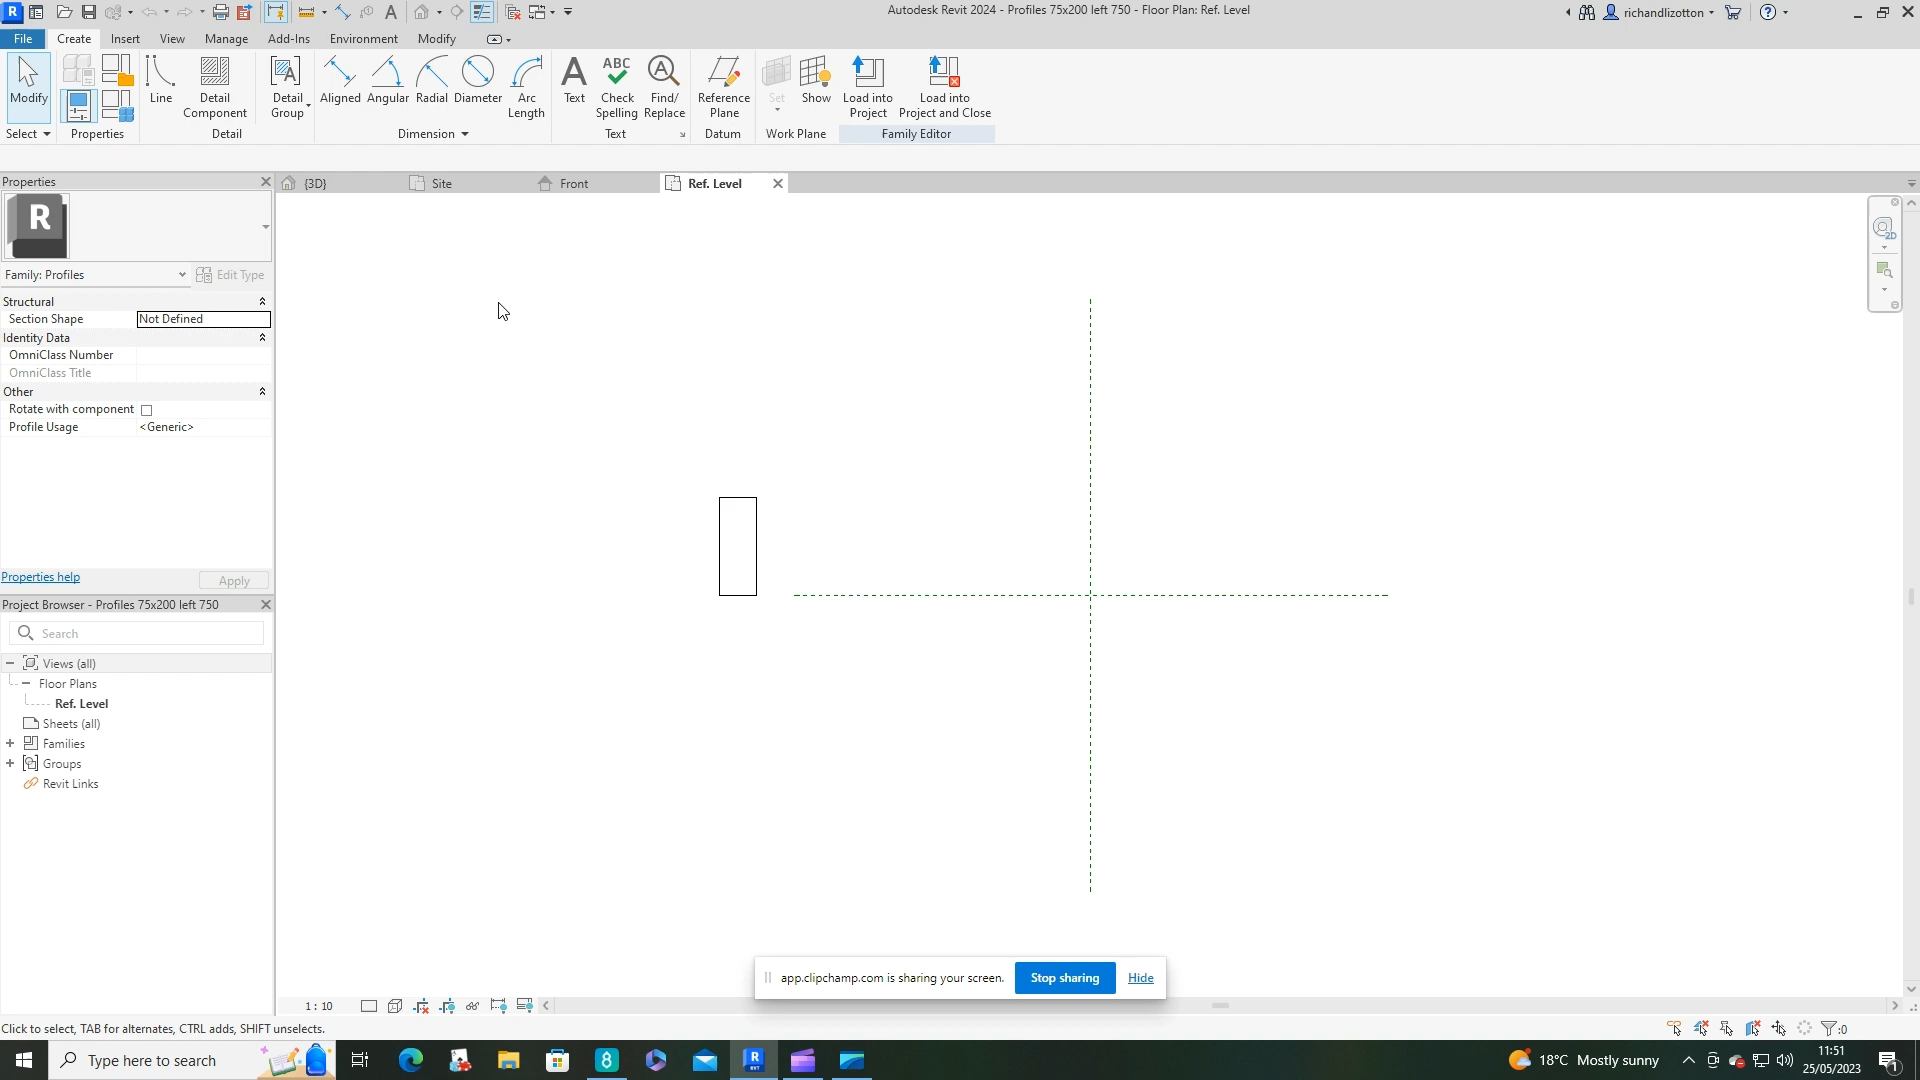 Autodesk Revit 2024 - Profiles 75x200 left 750 - Floor Plan: Ref. Level
richandlizotton
File Create Insert View Manage Add-Ins Environment Modify
Modify Line Detail Component Detail Group Aligned Angular Radial Diameter Arc Length Text Check Spelling Find/ Replace Reference Plane Set Show Load into Project Load into Project and Close
Select Properties Detail Dimension Text Datum Work Plane Family Editor
Properties
{3D} Site Front Ref. Level
R
Family: Profiles Edit Type
Structural
Section Shape Not Defined
Identity Data
OmniClass Number
OmniClass Title
Other
Rotate with component
Profile Usage <Generic>
Properties help Apply
Project Browser - Profiles 75x200 left 750
Search
Views (all)
Floor Plans
Ref. Level
Sheets (all)
Families
Groups
Revit Links
app.clipchamp.com is sharing your screen. Stop sharing Hide
1 : 10
Click to select, TAB for alternates, CTRL adds, SHIFT unselects.
:0
Type here to search
18°C Mostly sunny
11:51
25/05/2023
1